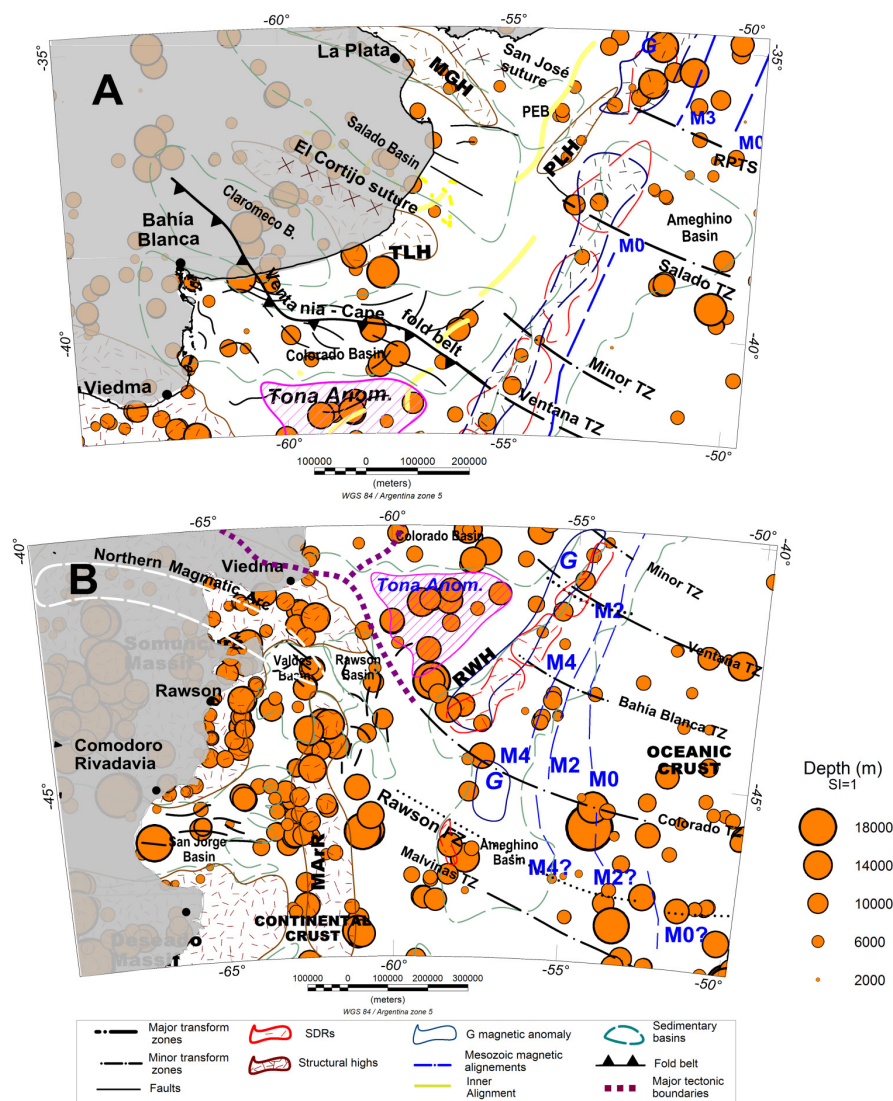 -60°
-55°
-50°
-35°
-35°
La Plata
San José
suture
G
A
MGH
PEB
M3
M0
Salado Basin
PLH
RPTS
El Cortijo suture
Claromeco B.
Ameghino
Basin
Bahía
Blanca
TLH
M0
Salado TZ
Ventania - Cape
fold belt
-40°
Colorado Basin
-40°
Minor TZ
Viedma
Tona Anom.
Ventana TZ
-60°
-55°
-50°
100000 0 100000 200000
(meters)
WGS 84 / Argentina zone 5
-65°
-60°
-55°
-50°
-40°
-40°
Colorado Basin
Viedma
B
Northern Magmatic Arc
G
Tona Anom.
Minor TZ
M2
Somuncura
Massif
Valdes
Basin
Rawson
Basin
RWH
M4
Ventana TZ
Rawson
Bahía Blanca TZ
Comodoro
Rivadavia
M4
M2
OCEANIC
CRUST
M0
-45°
G
-45°
Colorado TZ
Rawson TZ
San Jorge
Basin
MArR
Ameghino
Basin
Malvinas TZ
M4?
M2?
CONTINENTAL
CRUST
M0?
Deseado
Massif
-65°
-60°
-55°
-50°
100000 0 100000 200000 300000
(meters)
WGS 84 / Argentina zone 5
Depth (m)
SI=1
18000
14000
10000
6000
2000
Major transform
zones
SDRs
G magnetic anomaly
Sedimentary
basins
Minor transform
zones
Structural highs
Mesozoic magnetic
alignements
Fold belt
Faults
Inner
Alignment
Major tectonic
boundaries